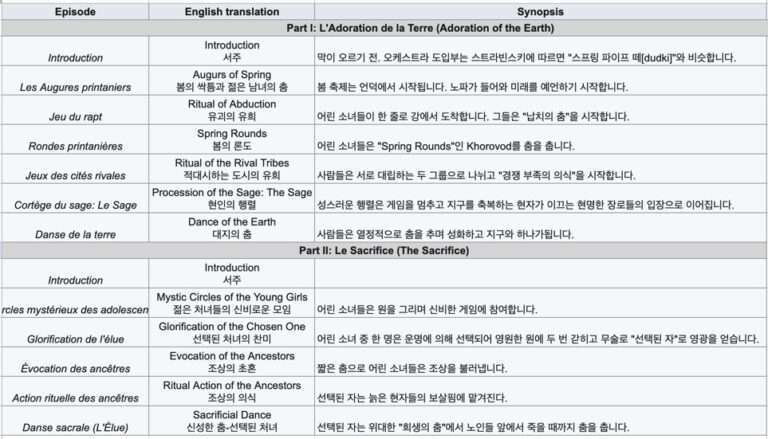 Episode English translation Synopsis
Part I: L'Adoration de la Terre (Adoration of the Earth)
Introduction
Introduction
서주
막이 오르기 전, 오케스트라 도입부는 스트라빈스키에 따르면 "스프링 파이프 떼[dudki]"와 비슷합니다.
Les Augures printaniers
Augurs of Spring
봄의 싹틈과 젊은 남녀의 춤
봄 축제는 언덕에서 시작됩니다. 노파가 들어와 미래를 예언하기 시작합니다.
Jeu du rapt
Ritual of Abduction
유괴의 유희
어린 소녀들이 한 줄로 강에서 도착합니다. 그들은 "납치의 춤"을 시작합니다.
Rondes printanières
Spring Rounds
봄의 론도
어린 소녀들은 "Spring Rounds"인 Khorovod를 춤을 춥니다.
Jeux des cités rivales
Ritual of the Rival Tribes
적대시하는 도시의 유희
사람들은 서로 대립하는 두 그룹으로 나뉘고 "경쟁 부족의 의식"을 시작합니다.
Cortège du sage: Le Sage
Procession of the Sage: The Sage
현인의 행렬
성스러운 행렬은 게임을 멈추고 지구를 축복하는 현자가 이끄는 현명한 장로들의 입장으로 이어집니다.
Danse de la terre
Dance of the Earth
대지의 춤
사람들은 열정적으로 춤을 추며 성화하고 지구와 하나가됩니다.
Part II: Le Sacrifice (The Sacrifice)
Introduction
Introduction
서주
rcles mystérieux des adolescen
Mystic Circles of the Young Girls
젊은 처녀들의 신비로운 모임
어린 소녀들은 원을 그리며 신비한 게임에 참여합니다.
Glorification de l'élue
Glorification of the Chosen One
선택된 처녀의 찬미
어린 소녀 중 한 명은 운명에 의해 선택되어 영원한 원에 두 번 갇히고 무술로 "선택된 자"로 영광을 얻습니다.
Évocation des ancêtres
Evocation of the Ancestors
조상의 초혼
짧은 춤으로 어린 소녀들은 조상을 불러냅니다.
Action rituelle des ancêtres
Ritual Action of the Ancestors
조상의 의식
선택된 자는 늙은 현자들의 보살핌에 맡겨진다.
Danse sacrale (L'Élue)
Sacrificial Dance
신성한 춤-선택된 처녀
선택된 자는 위대한 "희생의 춤"에서 노인들 앞에서 죽을 때까지 춤을 춥니다.